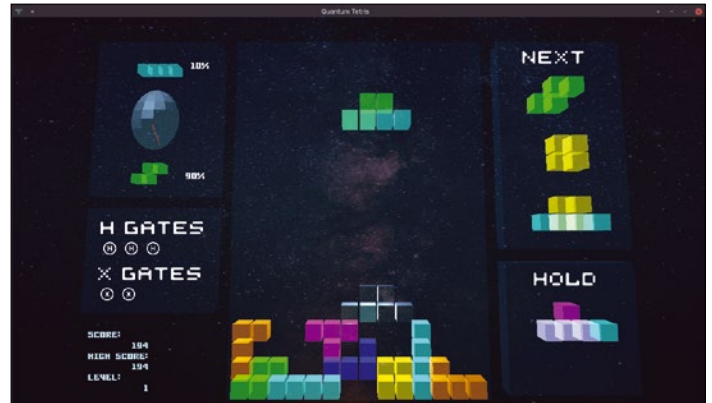 Quantum Tetris
10%
90%
H GATES
H H H
X GATES
X X
SCORE:
194
HIGH SCORE:
194
LEVEL:
1
NEXT
HOLD